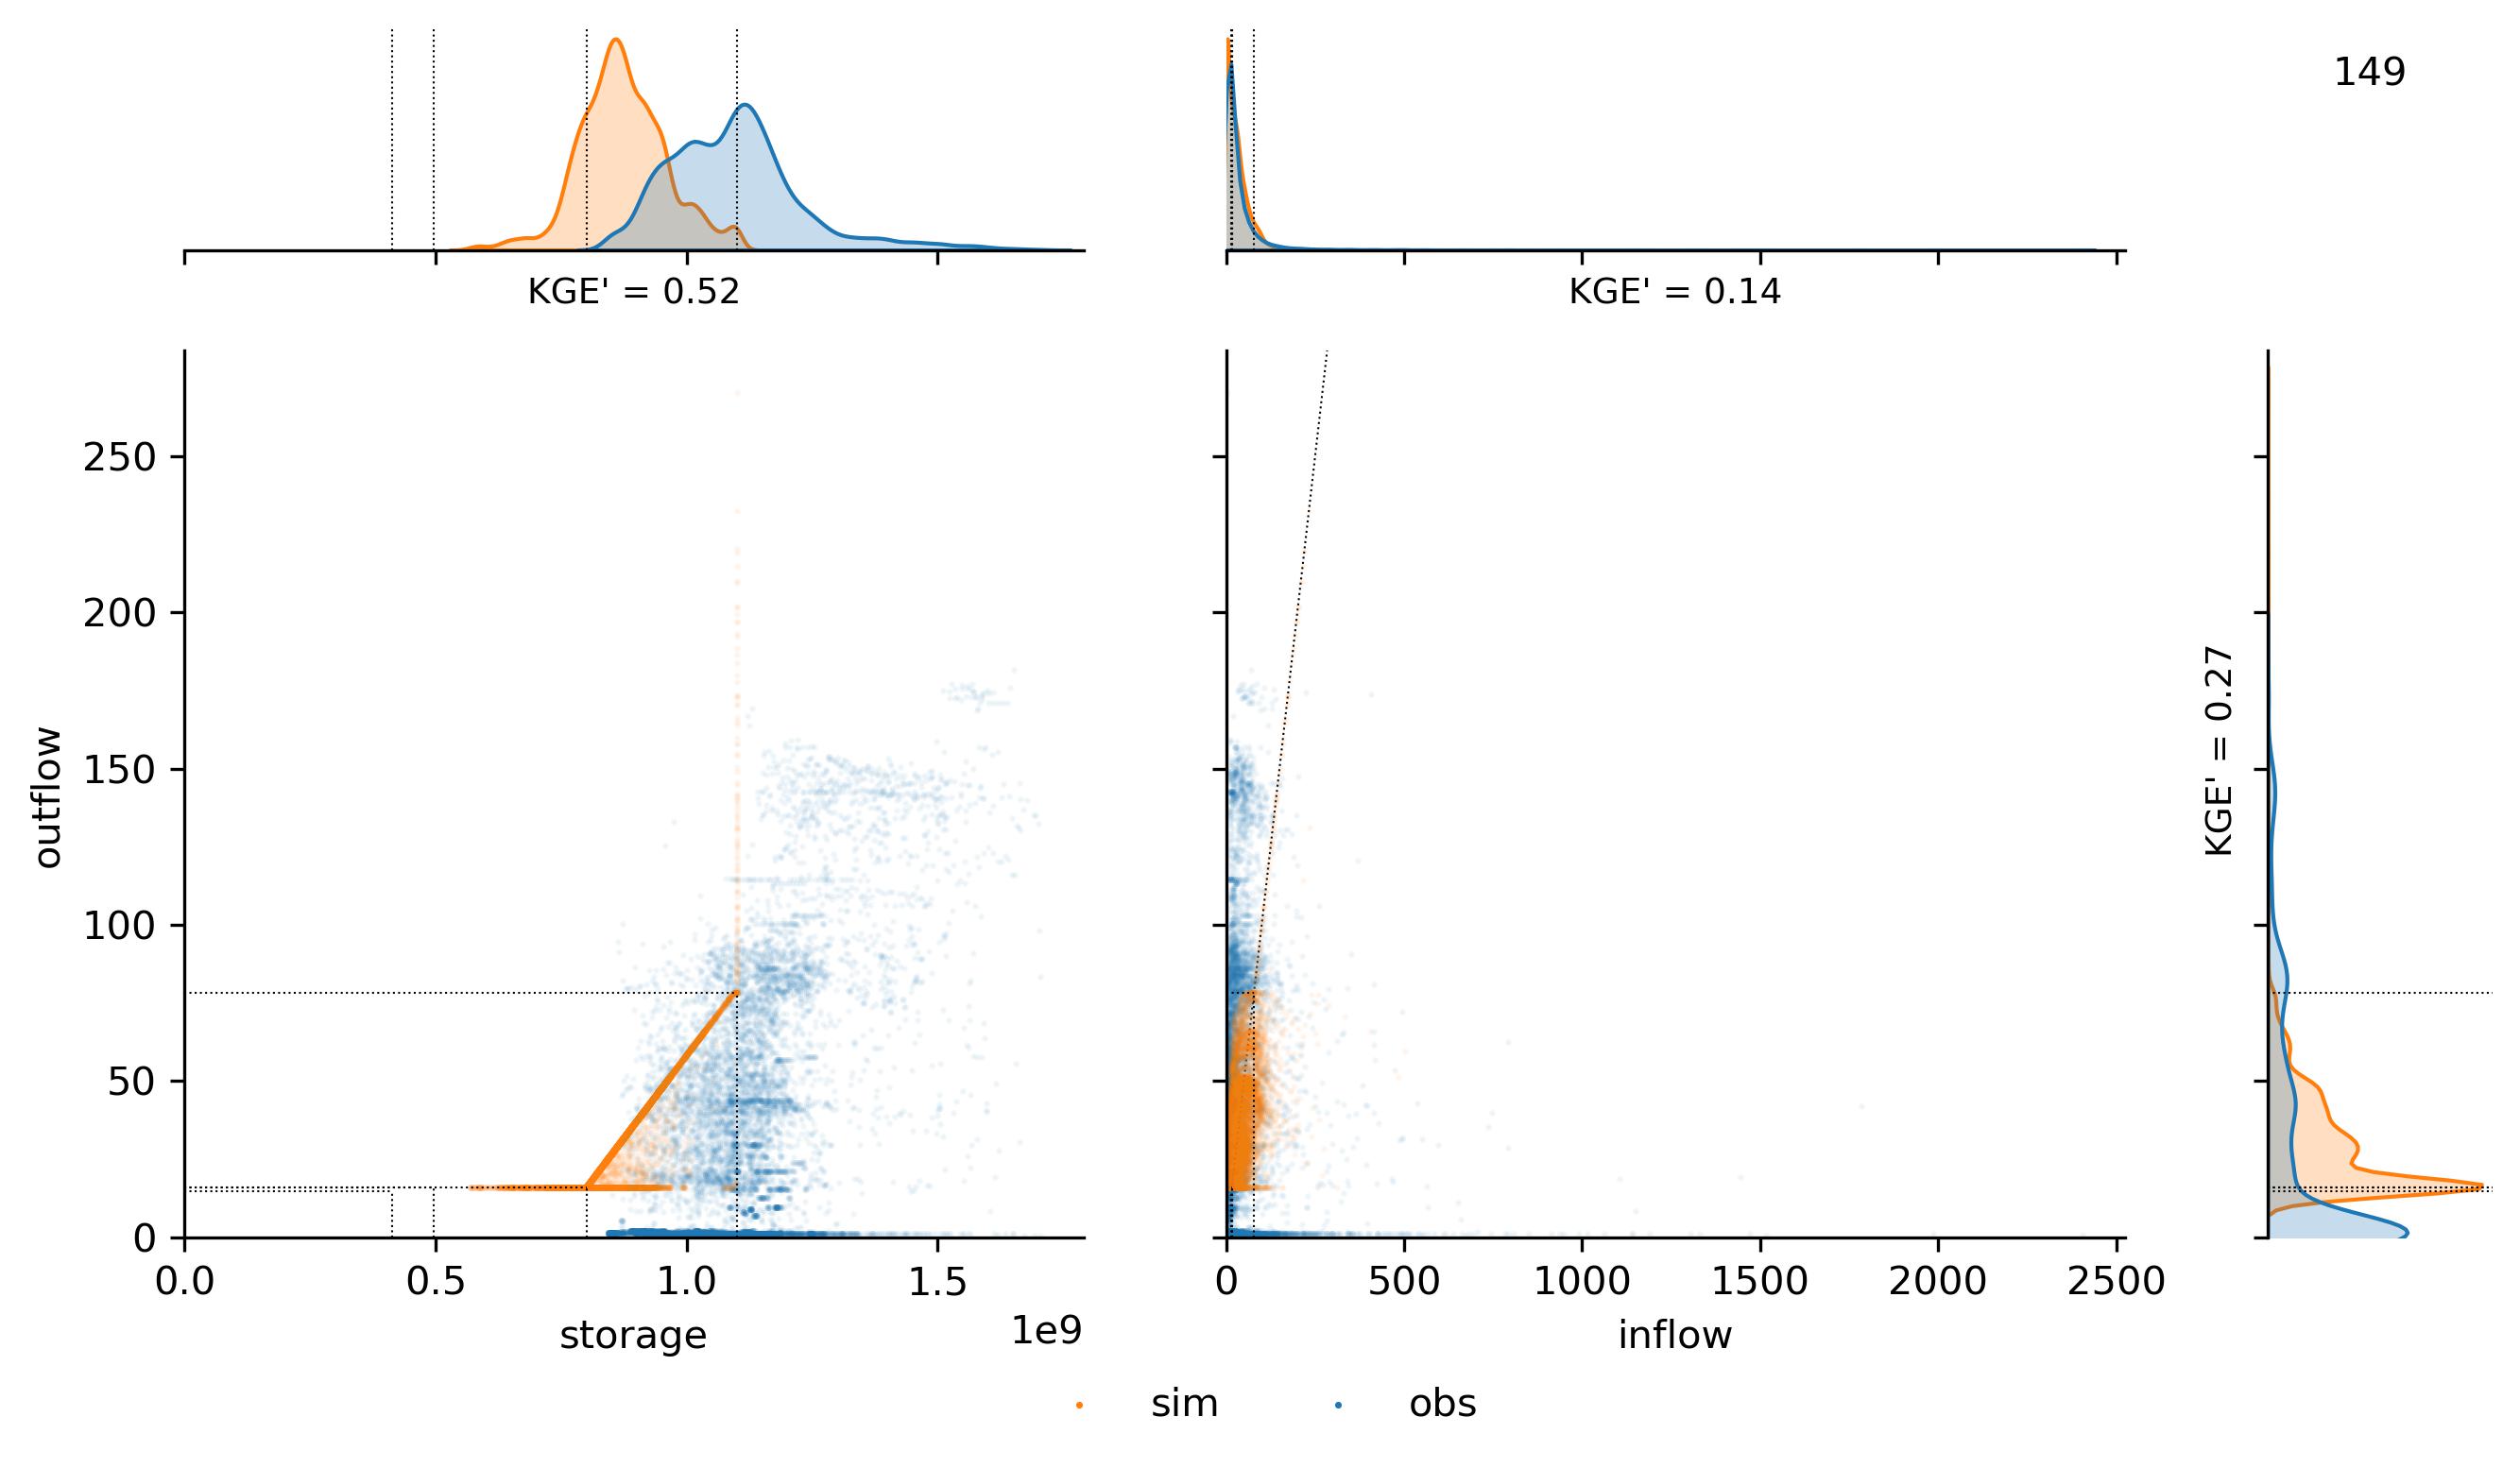 149
KGE' = 0.52
KGE' = 0.14
250
200
150
100
50
0
outflow
KGE' = 0.27
0.0 0.5 1.0 1.5
0 500 1000 1500 2000 2500
storage
1e9
inflow
sim obs